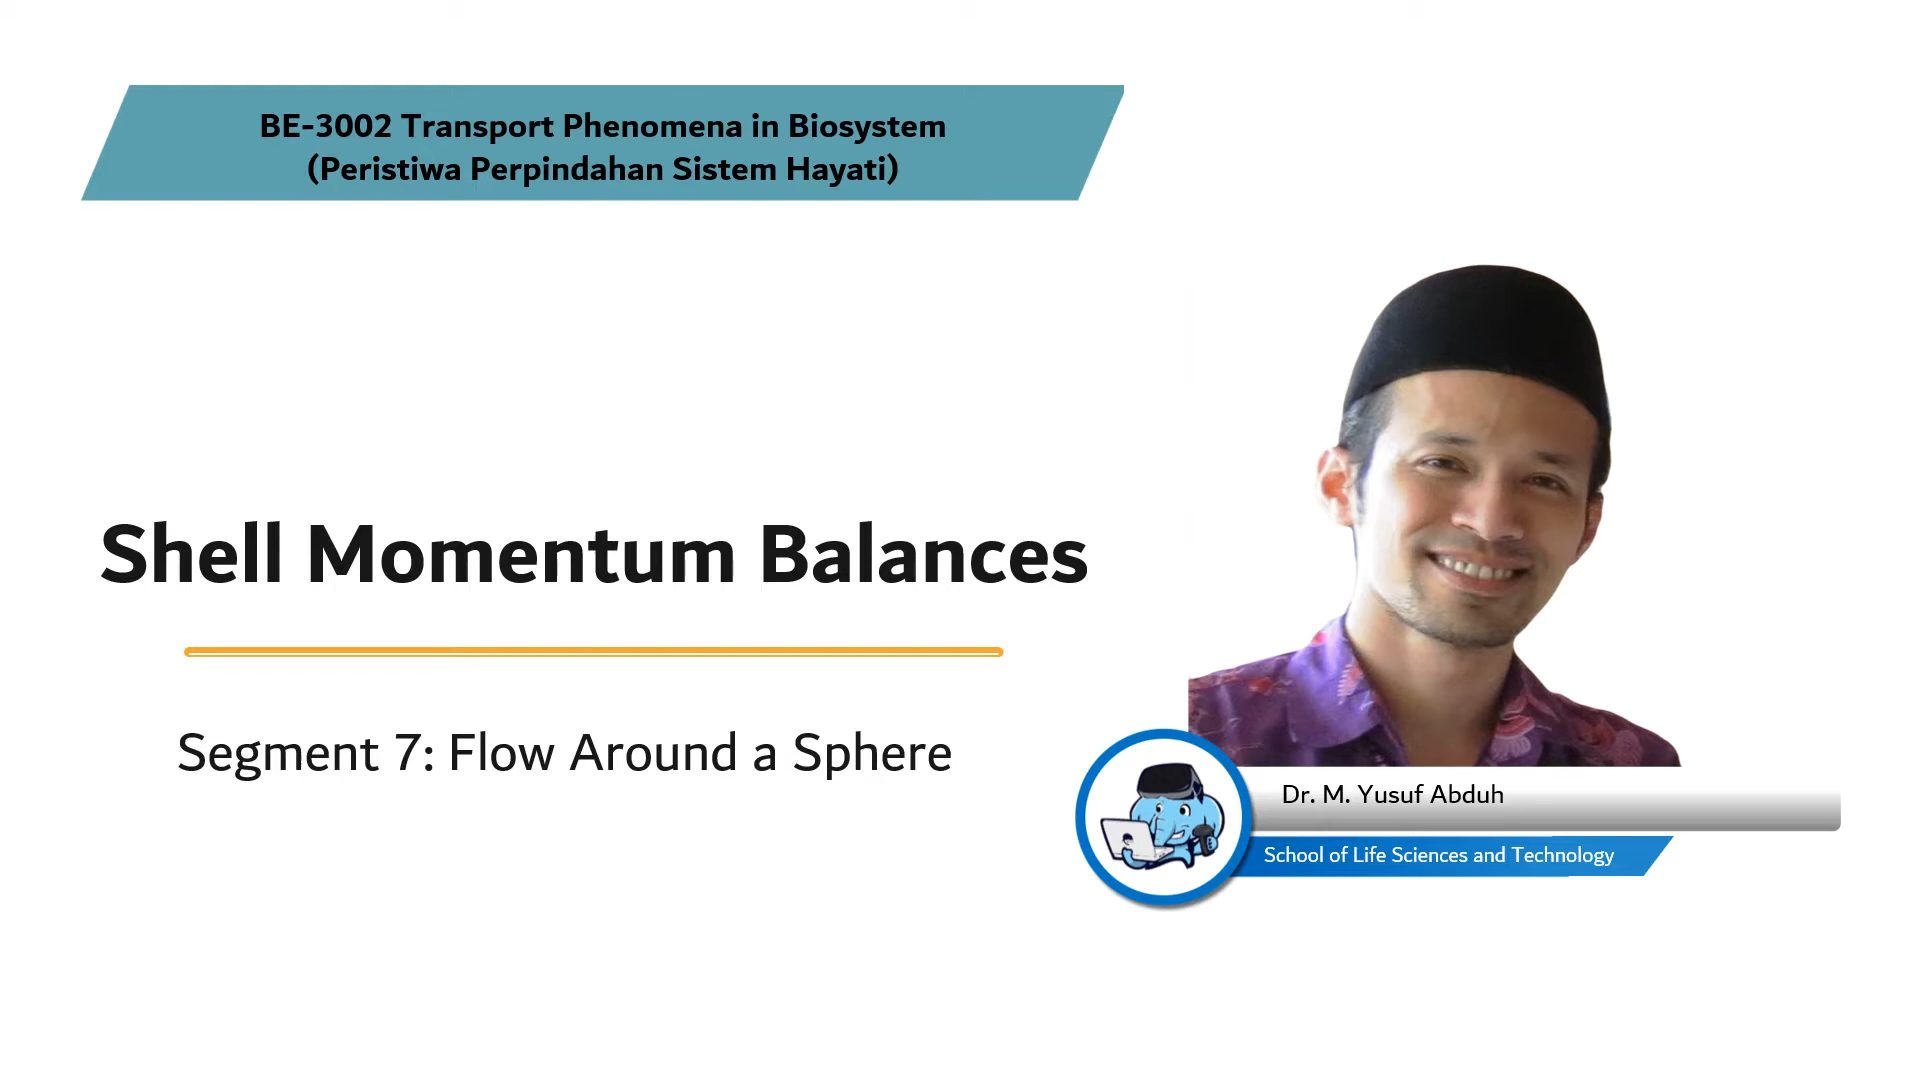 BE-3002 Transport Phenomena in Biosystem
(Peristiwa Perpindahan Sistem Hayati)
Shell Momentum Balances
Segment 7: Flow Around a Sphere
Dr. M. Yusuf Abduh
School of Life Sciences and Technology